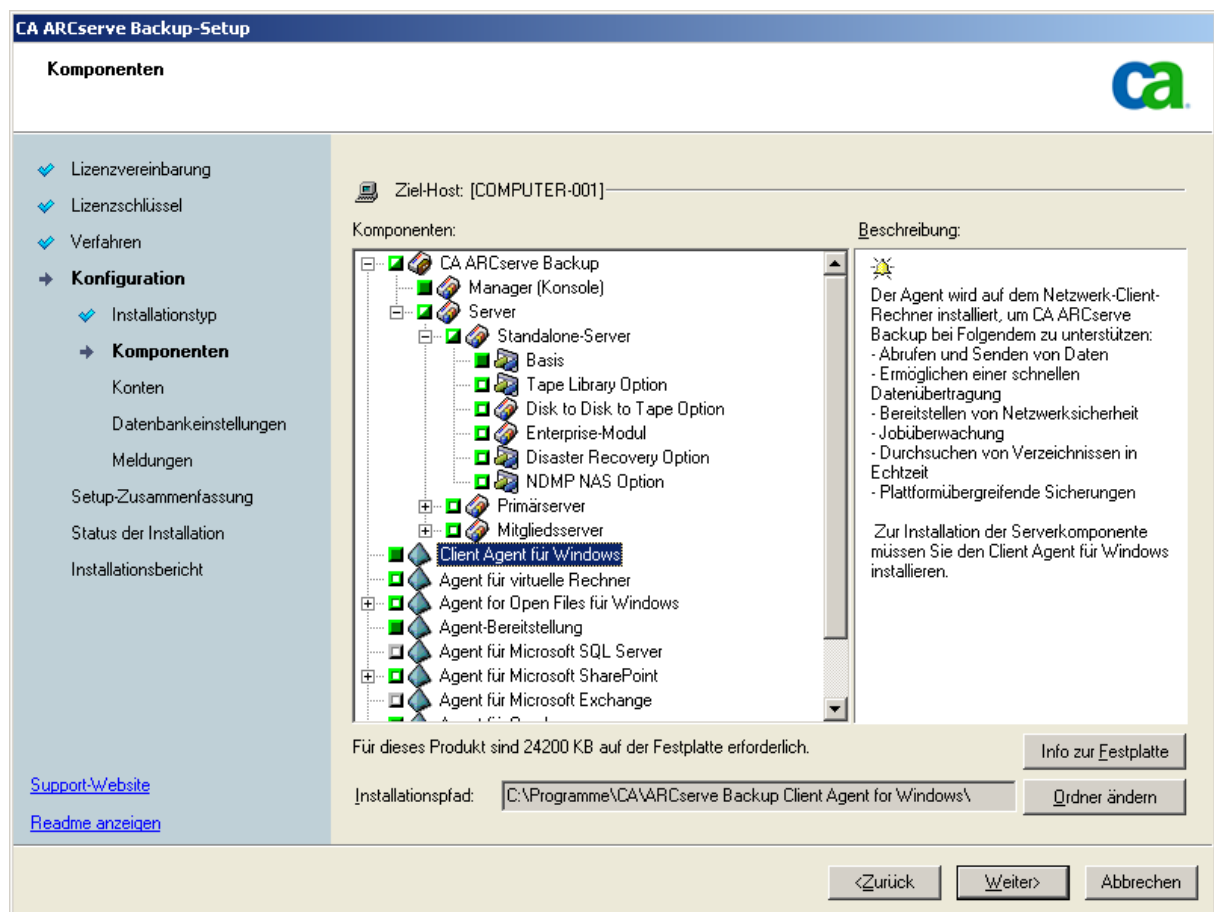 CA ARCserve Backup-Setup
Komponenten
ca
Lizenzvereinbarung
Lizenzschlüssel
Verfahren
Konfiguration
Installationstyp
Komponenten
Konten
Datenbankeinstellungen
Meldungen
Setup-Zusammenfassung
Status der Installation
Installationsbericht
Support-Website
Readme anzeigen
Ziel-Host: [COMPUTER-001]
Komponenten:
CA ARCserve Backup
Manager (Konsole)
Server
Standalone-Server
Basis
Tape Library Option
Disk to Disk to Tape Option
Enterprise-Modul
Disaster Recovery Option
NDMP NAS Option
Primärserver
Mitgliedsserver
Client Agent für Windows
Agent für virtuelle Rechner
Agent for Open Files für Windows
Agent-Bereitstellung
Agent für Microsoft SQL Server
Agent für Microsoft SharePoint
Agent für Microsoft Exchange
Beschreibung:
Der Agent wird auf dem Netzwerk-Client-
Rechner installiert, um CA ARCserve
Backup bei Folgendem zu unterstützen:
- Abrufen und Senden von Daten
- Ermöglichen einer schnellen
Datenübertragung
- Bereitstellen von Netzwerksicherheit
- Jobüberwachung
- Durchsuchen von Verzeichnissen in
Echtzeit
- Plattformübergreifende Sicherungen
Zur Installation der Serverkomponente
müssen Sie den Client Agent für Windows
installieren.
Für dieses Produkt sind 24200 KB auf der Festplatte erforderlich.
Info zur Festplatte
Installationspfad:
C:\Programme\CA\ARCserve Backup Client Agent for Windows\
Ordner ändern
<Zurück
Weiter>
Abbrechen